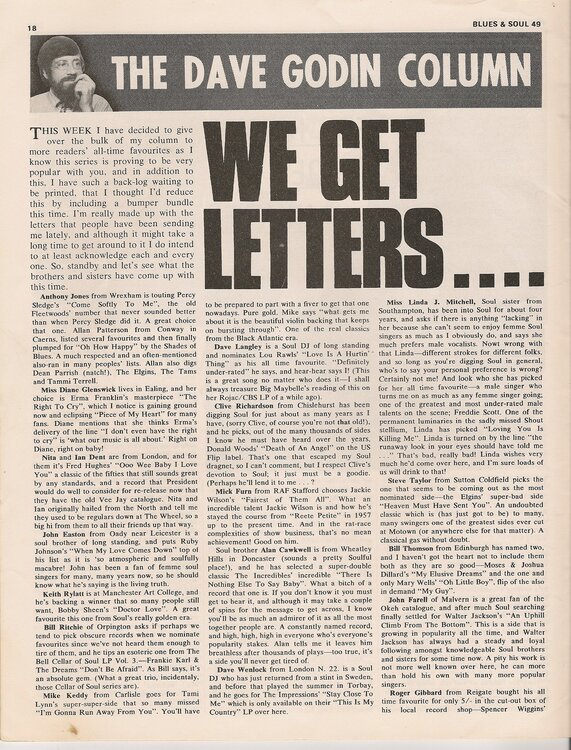 18
BLUES & SOUL 49
THE DAVE GODIN COLUMN
WE GET
LETTERS....
THIS WEEK I have decided to give
over the bulk of my column to
more readers' all-time favourites as I
know this series is proving to be very
popular with you, and in addition to
this, I have such a back-log waiting to
be printed, that I thought I'd reduce
this by including a bumper bundle
this time. I'm really made up with the
letters that people have been sending
me lately, and although it might take a
long time to get around to it I do intend
to at least acknowledge each and every
one. So, standby and let's see what the
brothers and sisters have come up with
this time.
Anthony Jones from Wrexham is touting Percy
Sledge's "Come Softly To Me", the old
Fleetwoods' number that never sounded better
than when Percy Sledge did it. A great choice
that one. Allan Patterson from Conway in
Caerns, listed several favourites and then finally
plumped for "Oh How Happy" by the Shades of
Blues. A much respected and an often-mentioned
also-ran in many peoples' lists. Allan also digs
Dean Parrish (natch!), The Elgins, The Tams
and Tammi Terrell.
Miss Diane Glenswick lives in Ealing, and her
choice is Erma Franklin's masterpiece "The
Right To Cry", which I notice is gaining ground
now and eclipsing "Piece of My Heart" for many
fans. Diane mentions that she thinks Erma's
delivery of the line "I don't even have the right
to cry" is 'what our music is all about.' Right on
Diane, right on baby!
Nita and Ian Dent are from London, and for
them it's Fred Hughes' "Ooo Wee Baby I Love
You" a classic of the fifties that still sounds great
by any standards, and a record that President
would do well to consider for re-release now that
they have the old Vee Jay catalogue. Nita and
Ian originally hailed from the North and tell me
they used to be regulars down at The Wheel, so a
big hi from them to all their friends up that way.
John Easton from Oadby near Leicester is a
soul brother of long standing, and puts Ruby
Johnson's "When My Love Comes Down" top of
his list as it is 'so atmospheric and soulfully
macabre! John has been a fan of femme soul
singers for many, many years now, so he should
know what he's saying is the living truth.
Keith Rylatt is at Manchester Art College, and
he's backing a winner that so many people still
want, Bobby Sheen's "Doctor Love". A great
favourite this one from Soul's really golden era.
Bill Ritchie of Orpington asks if perhaps we
tend to pick obscure records when we nominate
favourites since we've not heard them enough to
tire of them, and he tips an esoteric one from The
Bell Cellar of Soul LP Vol. 3.—Frankie Karl &
The Dreams "Don't Be Afraid". As Bill says, it's
an absolute gem. (What a great trio, incidentaly,
those Cellar of Soul series are).
Mike Keddy from Carlisle goes for Tami
Lynn's super-super-side that so many missed
"I'm Gonna Run Away From You". You'll have
to be prepared to part with a fiver to get that one
nowadays. Pure gold. Mike says "what gets me
about it is the beautiful violin backing that keeps
on bursting through". One of the real classics
from the Black Atlantic era.
Dave Langley is a Soul DJ of long standing
and nominates Lou Rawls' "Love Is A Hurtin'
Thing" as his all time favourite. "Definitely
under-rated" he says, and hear-hear says I! (This
is a great song no matter who does it—I shall
always treasure Big Maybelle's reading of this on
her Rojac/CBS LP of a while ago).
Clive Richardson from Chislehurst has been
digging Soul for just about as many years as I
have, (sorry Clive, of course you're not that old!),
and he picks, out of the many thousands of sides
I know he must have heard over the years,
Donald Woods' "Death Of An Angel" on the US
Flip label. That's one that escaped my Soul
dragnet, so I can't comment, but I respect Clive's
devotion to Soul; it just must be a goodie.
(Perhaps he'll lend it to me . . . ?
Mick Furn from RAF Stafford chooses Jackie
Wilson's "Fairest of Them All". What an
incredible talent Jackie Wilson is and how he's
stayed the course from "Reete Petite" in 1957
up to the present time. And in the rat-race
complexities of show business, that's no mean
achievement! Good on him.
Soul brother Alan Cawkwell is from Wheatley
Hills in Doncaster (sounds a pretty Soulful
place!), and he has selected a super-double
classic The Incredibles' incredible "There Is
Nothing Else To Say Baby". What a bitch of a
record that one is. If you don't know it you must
get to hear it, and although it may take a couple
of spins for the message to get across, I know
you'll be as much an admirer of it as all the most
together people are. A constantly named record,
and high, high, high in everyone who's everyone's
popularity stakes. Alan tells me it leaves him
breathless after thousands of plays—too true, it's
a side you'll never get tired of.
Dave Wenlock from London N. 22. is a Soul
DJ who has just returned from a stint in Sweden,
and before that played the summer in Torbay,
and he goes for The Impressions' "Stay Close To
Me" which is only available on their "This Is My
Country" LP over here.
Miss Linda J. Mitchell, Soul sister from
Southampton, has been into Soul for about four
years, and asks if there is anything "lacking" in
her because she can't seem to enjoy femme Soul
singers as much as I obviously do, and says she
much prefers male vocalists. Nowt wrong with
that Linda—different strokes for different folks,
and so long as you're digging Soul in general,
who's to say your personal preference is wrong?
Certainly not me! And look who she has picked
for her all time favourite—a male singer who
turns me on as much as any femme singer going;
one of the greatest and most under-rated male
talents on the scene; Freddie Scott. One of the
permanent luminaries in the sadly missed Shout
stellium, Linda has picked "Loving You Is
Killing Me". Linda is turned on by the line "the
runaway look in your eyes should have told me
. . ." That's bad, really bad! Linda wishes very
much he'd come over here, and I'm sure loads of
us will drink to that!
Steve Taylor from Sutton Coldfield picks the
one that seems to be coming out as the most
nominated side—the Elgins' super-bad side
"Heaven Must Have Sent You". An undoubted
classic which is (has just got to be) to many,
many swingers one of the greatest sides ever cut
at Motown (or anywhere else for that matter). A
classical gas without doubt.
Bill Thomson from Edinburgh has named two,
and I haven't got the heart not to include them
both as they are so good—Moses & Joshua
Dillard's "My Elusive Dreams" and the one and
only Mary Wells' "Oh Little Boy", flip of the also
in demand "My Guy".
John Farell of Malvern is a great fan of the
Okeh catalogue, and after much Soul searching
finally settled for Walter Jackson's "An Uphill
Climb From The Bottom". This is a side that is
growing in popularity all the time, and Walter
Jackson has always had a steady and loyal
following amongst knowledgeable Soul brothers
and sisters for some time now. A pity his work is
not more well known over here, he can more
than hold his own with many more popular
singers.
Roger Gibbard from Reigate bought his all
time favourite for only 5/- in the cut-out box of
his local record shop—Spencer Wiggins'